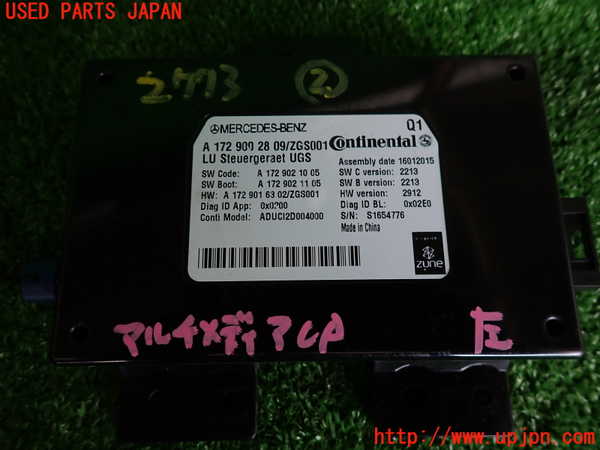 USED PARTS JAPAN
2773 ②
MERCEDES-BENZ Q1
A 172 900 28 09/ZGS001 Continental
LU Steuergeraet UGS
Assembly date 16012015
SW Code: A 172 902 10 05 SW C version: 2213
SW Boot: A 172 902 11 05 SW B version: 2213
HW: A 172 901 63 02/ZGS001 HW version: 2912
Diag ID App: 0x0200 Diag ID BL: 0x02E0
Conti Model: ADUCI2D004000 S/N: S1654776
Made in China
zune
マルチメディアCP 左
http://www.upjpn.com/